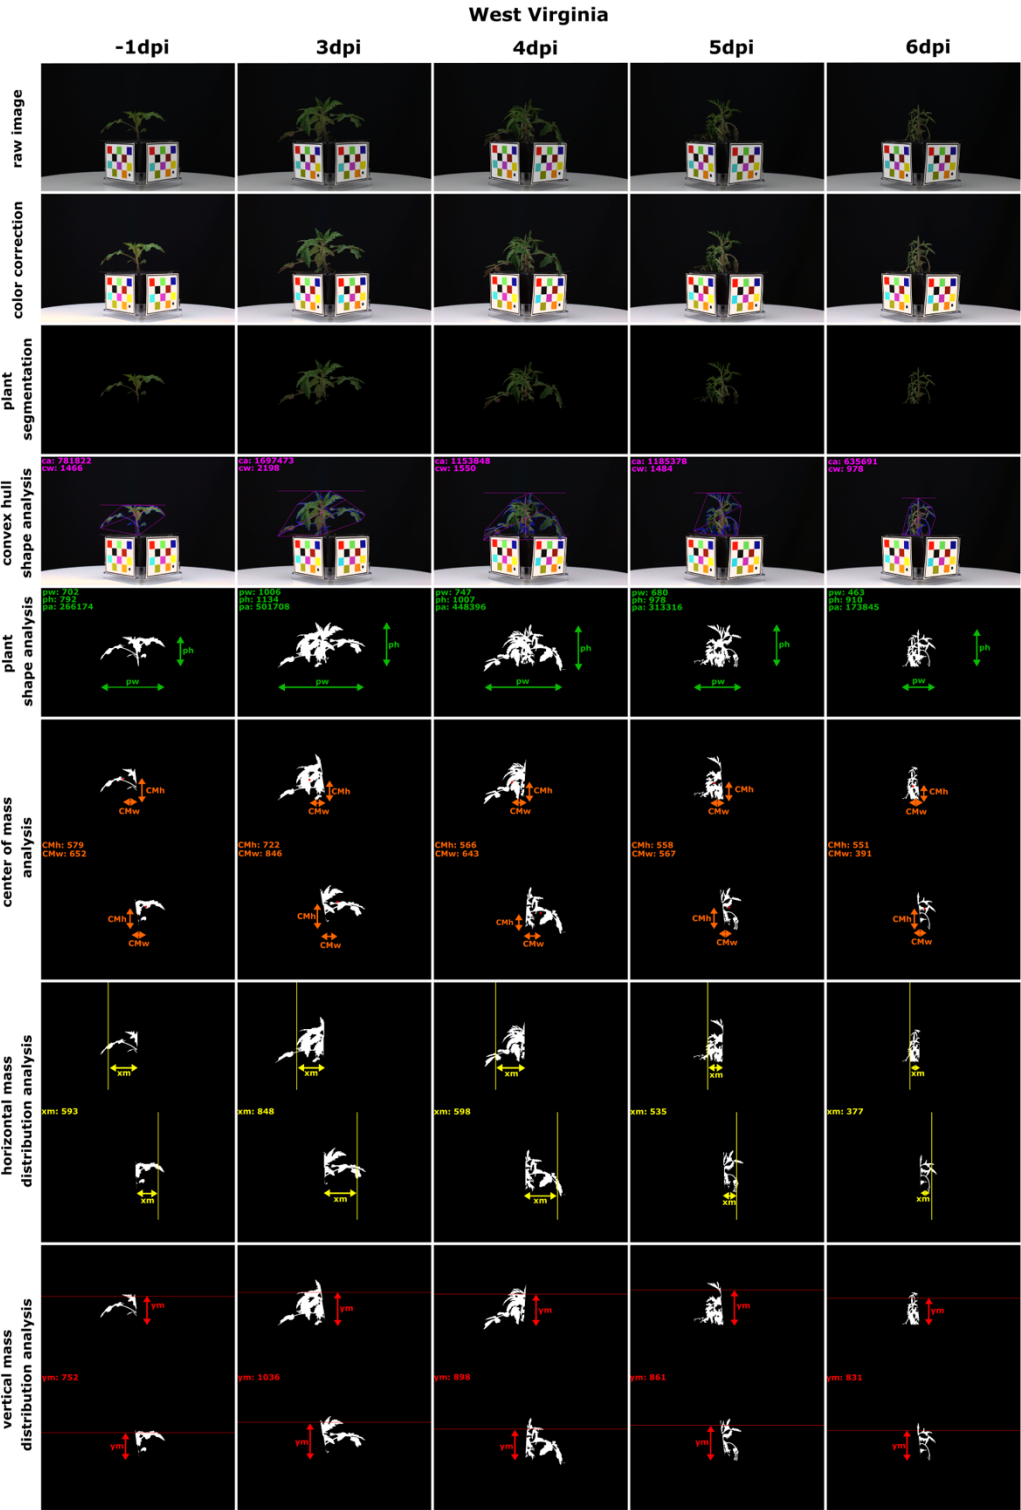 West Virginia
-1dpi 3dpi 4dpi 5dpi 6dpi
raw image
color correction
plant
segmentation
convex hull
shape analysis
ca: 781822
cw: 1466
ca: 1697473
cw: 2198
ca: 1153848
cw: 1550
ca: 1185378
cw: 1484
ca: 635691
cw: 978
plant
shape analysis
pw: 702
ph: 792
pa: 266174
ph
pw
pw: 1006
ph: 1134
pa: 501708
ph
pw
pw: 747
ph: 1007
pa: 448396
ph
pw
pw: 680
ph: 978
pa: 313316
ph
pw
pw: 463
ph: 910
pa: 173845
ph
pw
center of mass
analysis
CMh
CMw
CMh
CMw
CMh
CMw
CMh
CMw
CMh
CMw
CMh: 579
CMw: 652
CMh: 722
CMw: 846
CMh: 566
CMw: 643
CMh: 558
CMw: 567
CMh: 551
CMw: 391
CMh
CMw
CMh
CMw
CMh
CMw
CMh
CMw
CMh
CMw
horizontal mass
distribution analysis
xm xm xm xm xm
xm: 593 xm: 848 xm: 598 xm: 535 xm: 377
xm xm xm xm xm
vertical mass
distribution analysis
ym ym ym ym ym
ym: 752 ym: 1036 ym: 898 ym: 861 ym: 831
ym ym ym ym ym